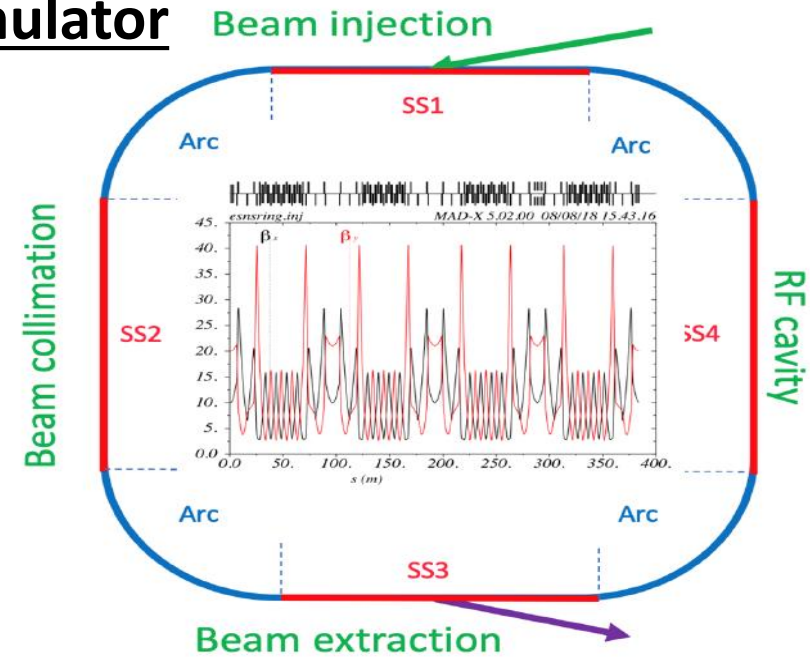 Beam injection
SS1
Arc
Arc
esnsring.inj MAD-X 5.02.00 08/08/18 15.43.16
45.
βx βy
40.
35.
30.
25.
20.
15.
10.
5.
0.0
0.0 50. 100. 150. 200. 250. 300. 350. 400.
s (m)
Beam collimation
SS2
SS4
RF cavity
Arc
Arc
SS3
Beam extraction